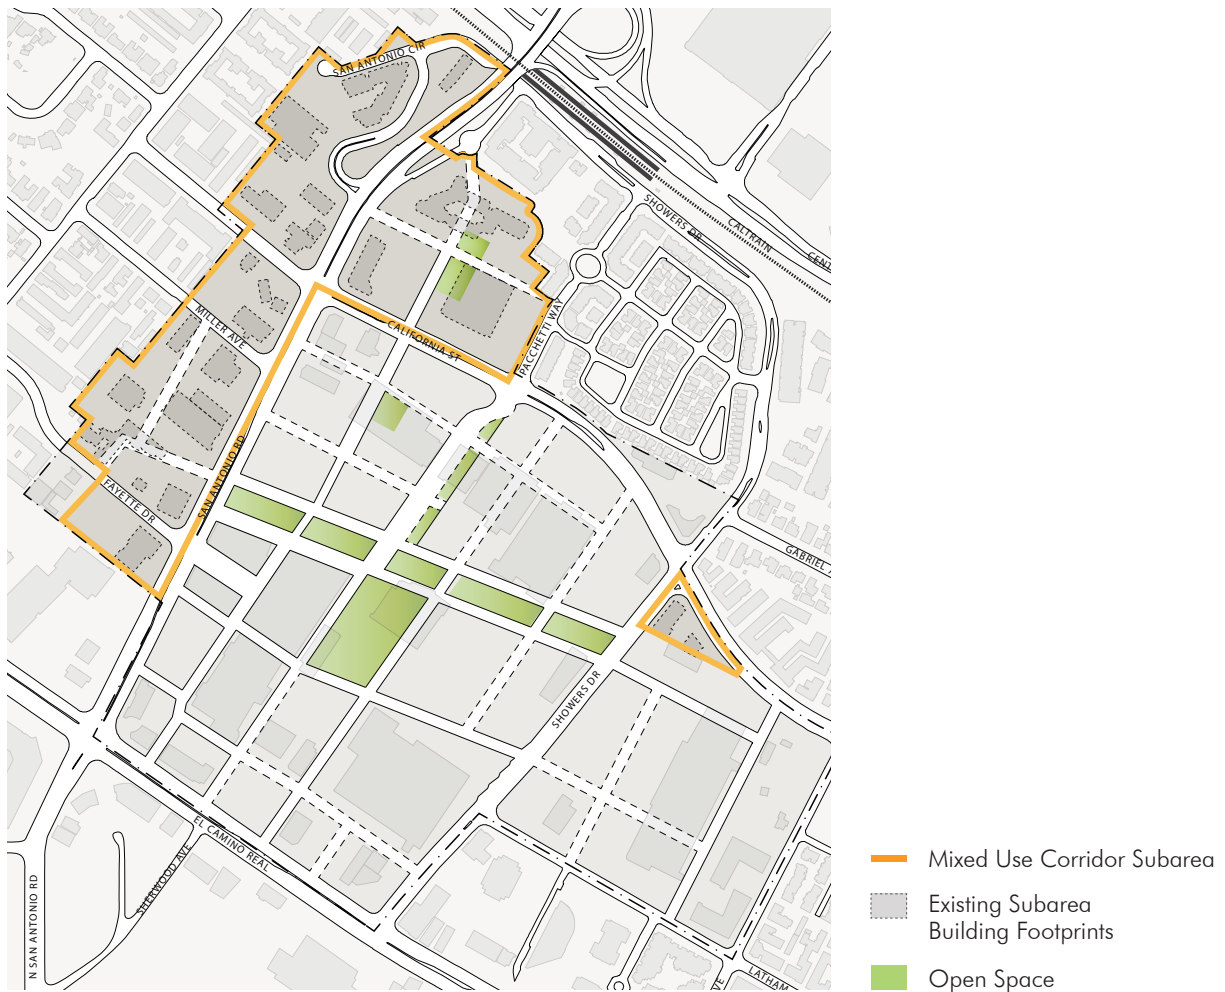 SAN ANTONIO CIR
SHOWERS DR
CALTRAIN
CENT
MILLER AVE
CALIFORNIA ST
PACCHETTI WAY
SAN ANTONIO RD
FAYETTE DR
GABRIEL
SHOWERS DR
EL CAMINO REAL
SHERWOOD AVE
N SAN ANTONIO RD
LATHAM
VE
Mixed Use Corridor Subarea
Existing Subarea
Building Footprints
Open Space